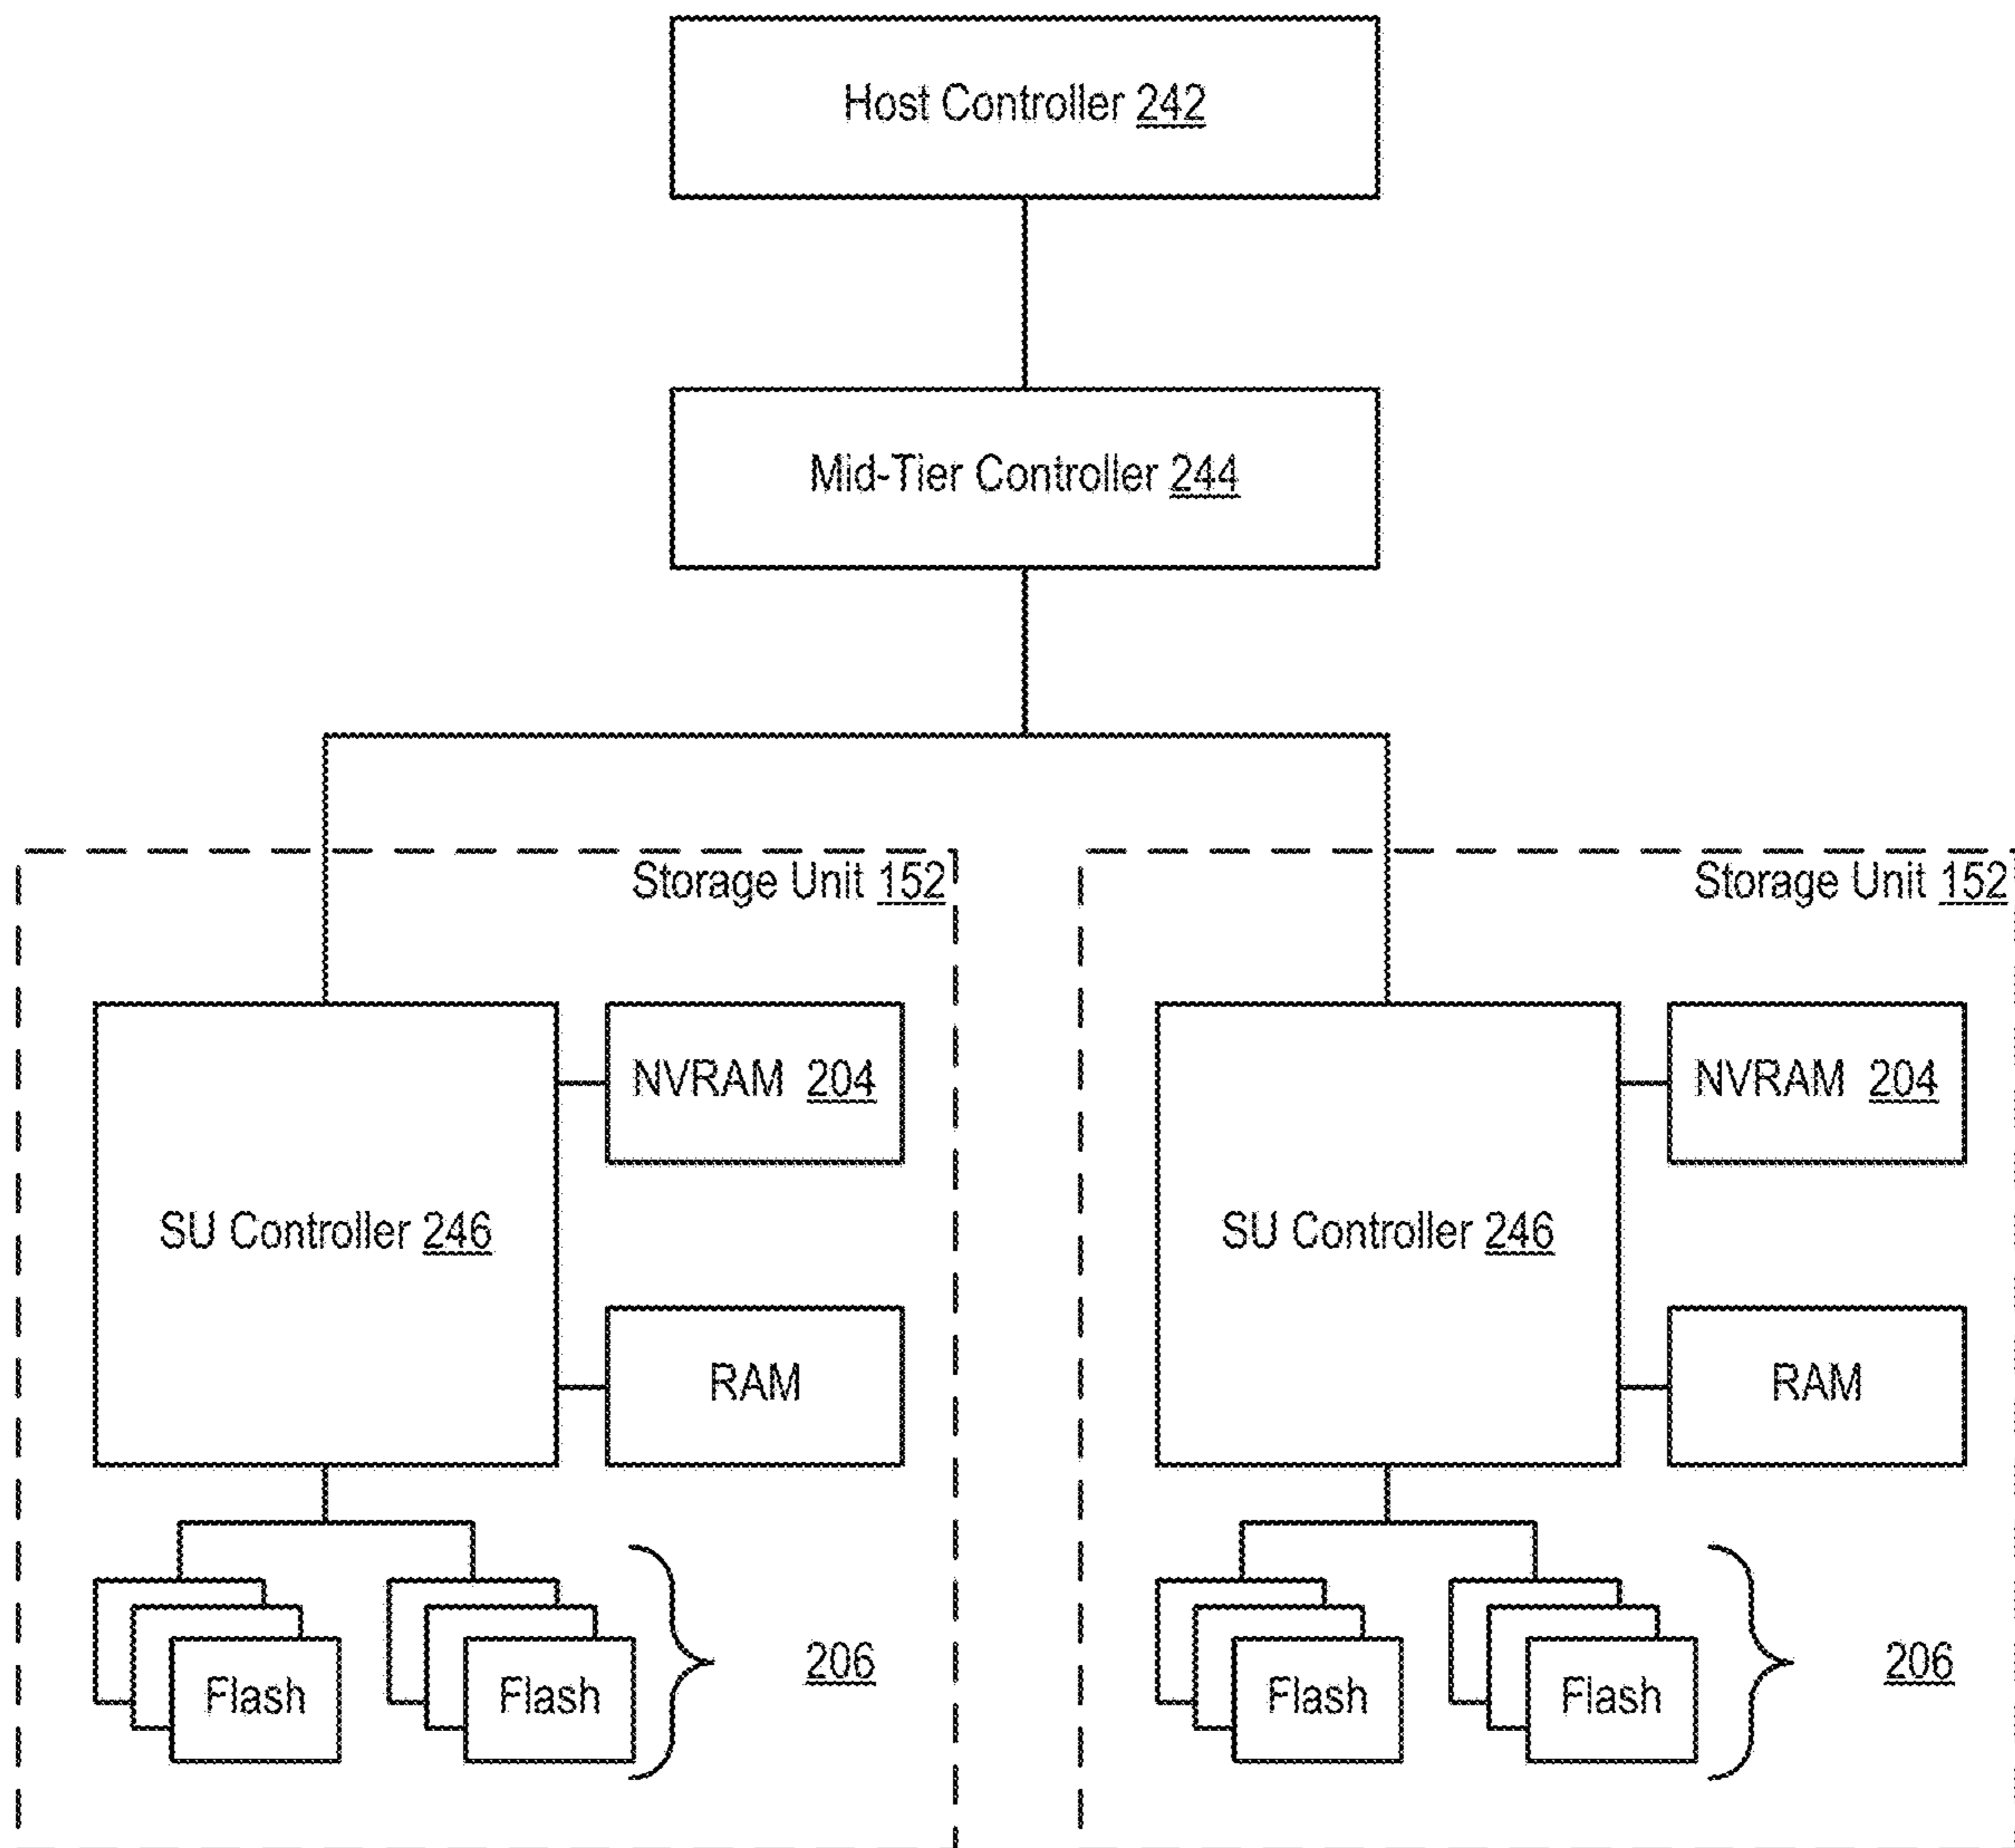 Host Controller 242
Mid-Tier Controller 244
Storage Unit 152
NVRAM 204
SU Controller 246
RAM
Flash
Flash
206
Storage Unit 152
NVRAM 204
SU Controller 246
RAM
Flash
Flash
206